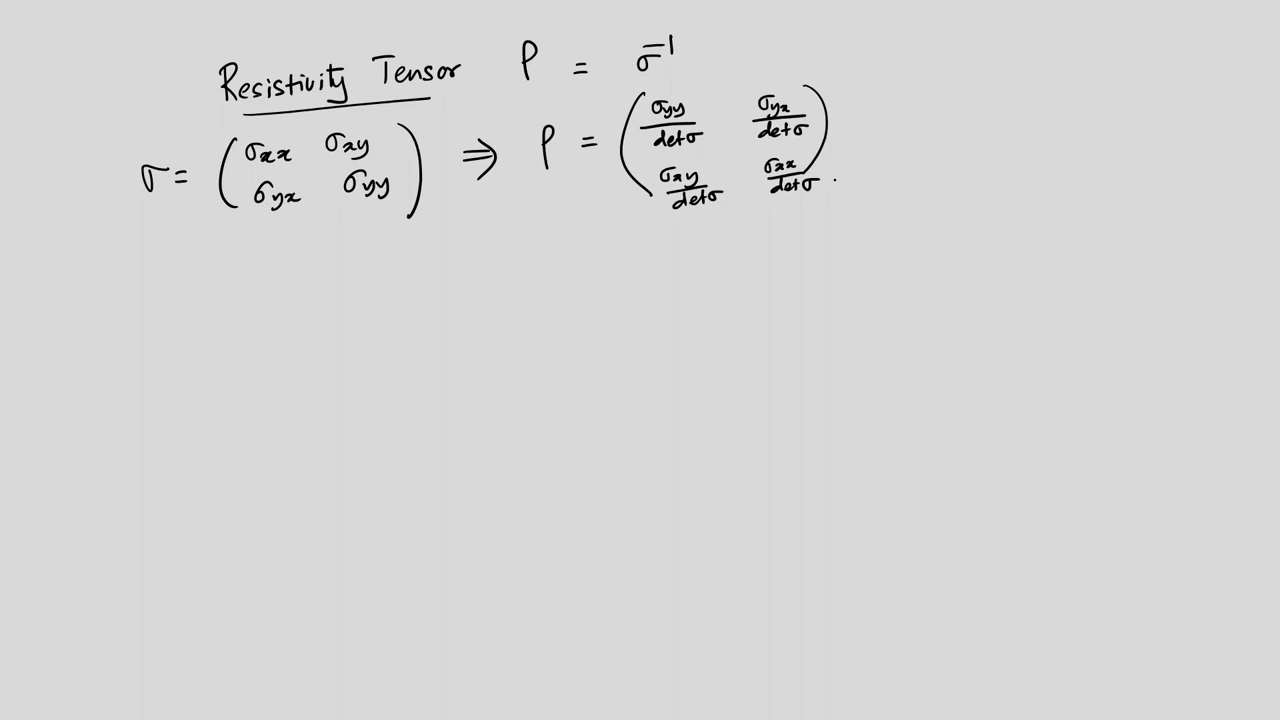 Resistivity Tensor ρ = σ⁻¹
σ = ( σxx σxy ; σyx σyy ) ⇒ ρ = ( σyy/detσ σyx/detσ ; σxy/detσ σxx/detσ ) .